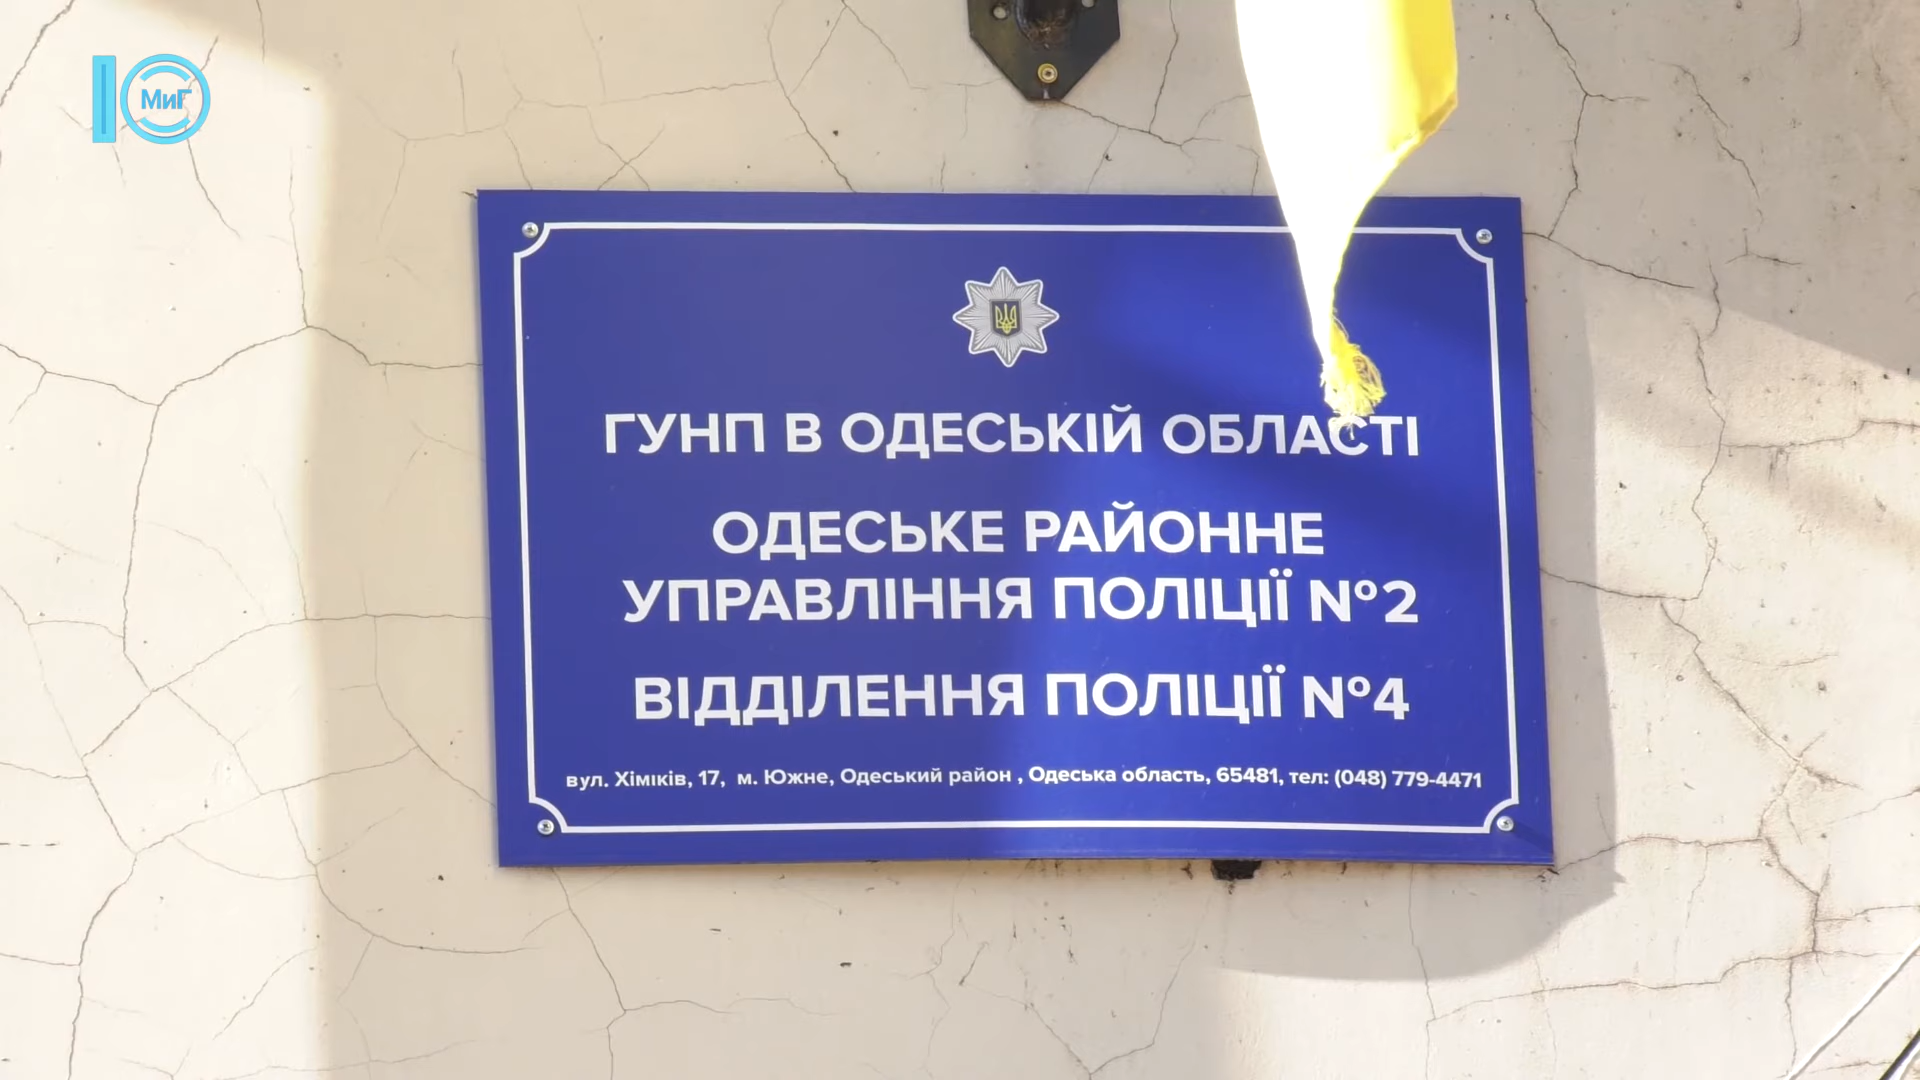 Ю МиГ
ГУНП В ОДЕСЬКІЙ ОБЛАСТІ
ОДЕСЬКЕ РАЙОННЕ
УПРАВЛІННЯ ПОЛІЦІЇ №2
ВІДДІЛЕННЯ ПОЛІЦІЇ №4
вул. Хіміків, 17, м. Южне, Одеський район , Одеська область, 65481, тел: (048) 779-4471